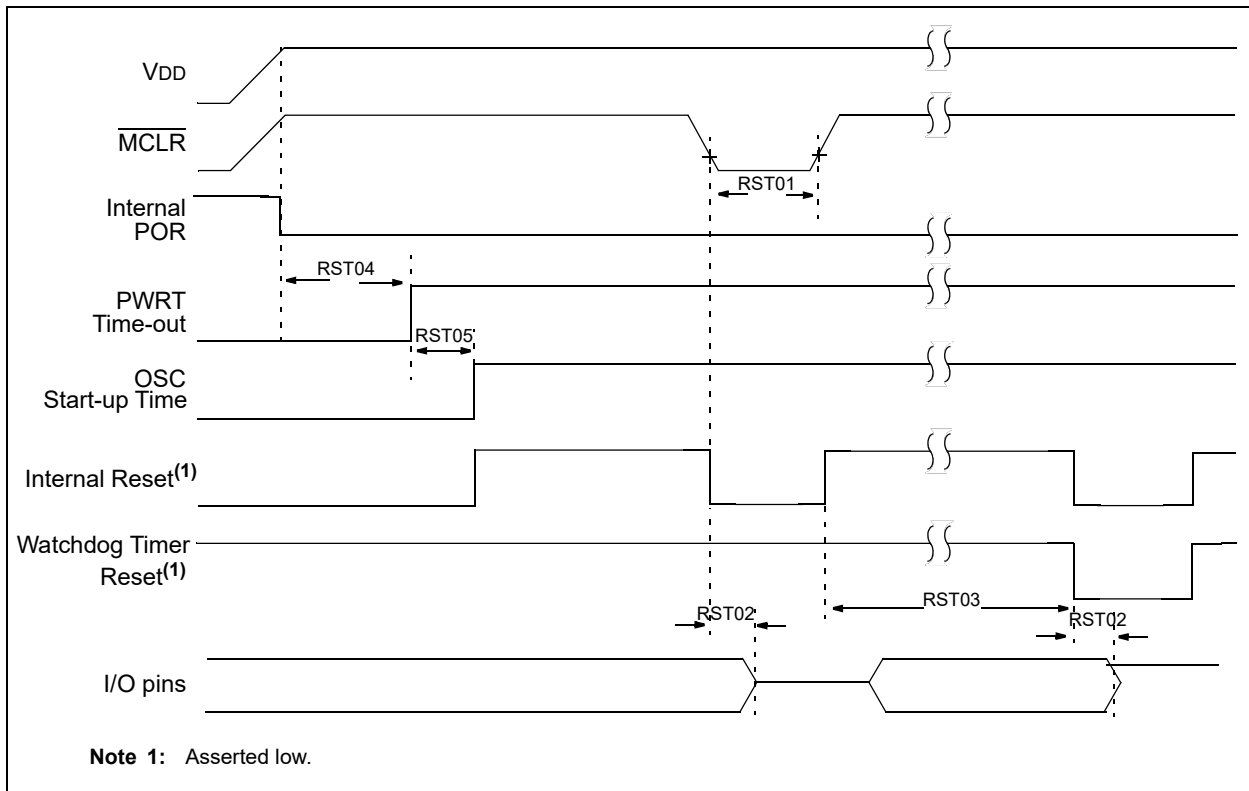 VDD
MCLR
RST01
Internal
POR
RST04
PWRT
Time-out
RST05
OSC
Start-up Time
Internal Reset(1)
Watchdog Timer
Reset(1)
RST03
RST02
RST02
I/O pins
Note 1: Asserted low.